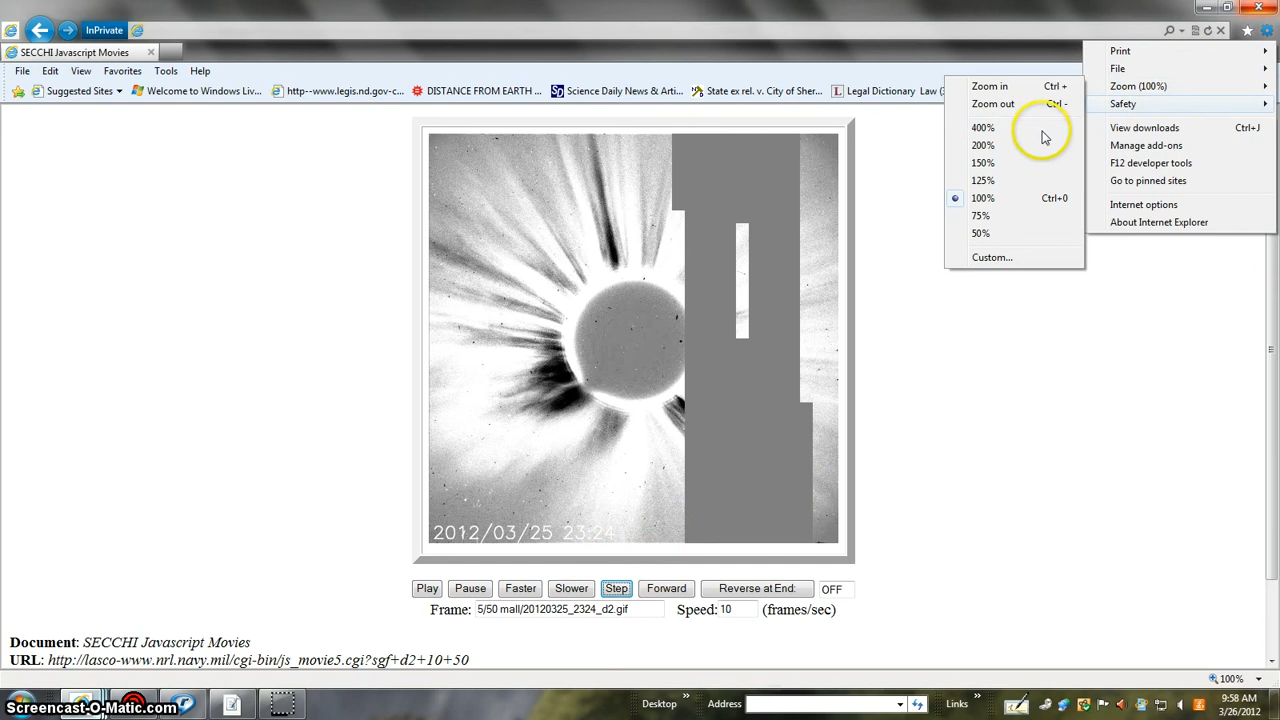 InPrivate
SECCHI Javascript Movies
File Edit View Favorites Tools Help
Suggested Sites Welcome to Windows Liv... www.legis.nd.gov-c... DISTANCE FROM EARTH ... Science Daily News & Artic... State ex rel. v. City of Sher... Legal Dictionary Law (
Print
File
Zoom (100%)
Safety
View downloads Ctrl+J
Manage add-ons
F12 developer tools
Go to pinned sites
Internet options
About Internet Explorer
Zoom in Ctrl +
Zoom out Ctrl -
400%
200%
150%
125%
100% Ctrl+0
75%
50%
Custom...
2012/03/25 23:24
Play Pause Faster Slower Step Forward Reverse at End: OFF
Frame: 5/50 mall/20120325_2324_d2.gif Speed: 10 (frames/sec)
Document: SECCHI Javascript Movies
URL: http://lasco-www.nrl.navy.mil/cgi-bin/js_movie5.cgi?sgf+d2+10+50
100%
Screencast-O-Matic.com
Desktop
Address
Links
9:58 AM
3/26/2012